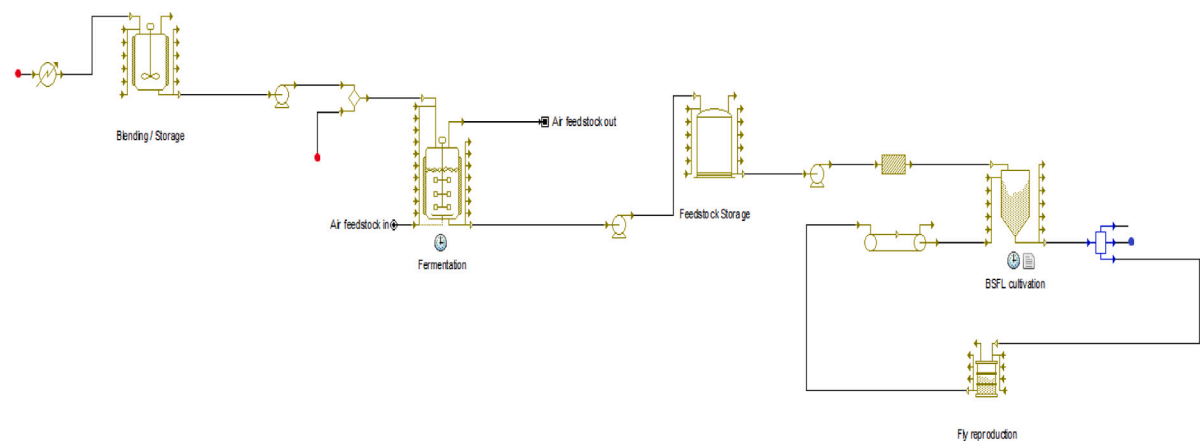 Blending / Storage
Air feedstock out
Air feedstock in
Fermentation
Feedstock Storage
BSFL cultivation
Fly reproduction